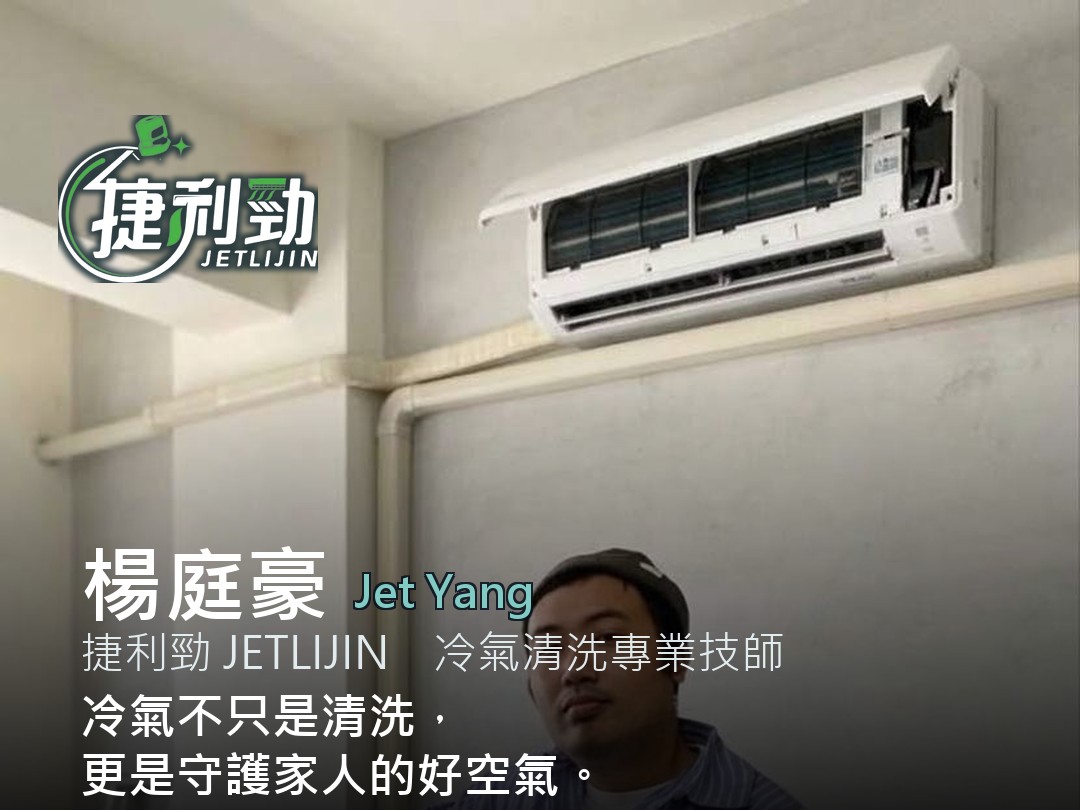 捷利勁
JETLIJIN
楊庭豪 Jet Yang
捷利勁 JETLIJIN 冷氣清洗專業技師
冷氣不只是清洗，
更是守護家人的好空氣。